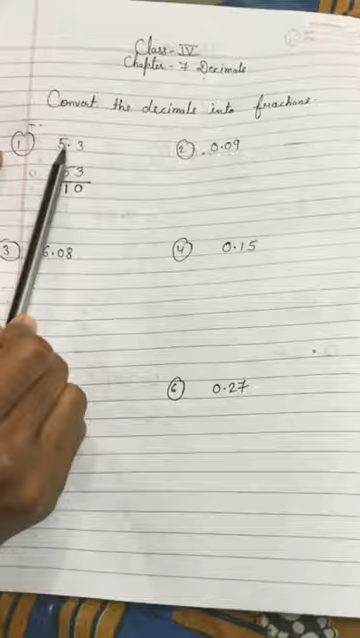 Class- IV
Chapter - 7 Decimals
Convert the decimals into fractions.
1 5.3
53
10
2 0.09
3 6.08
4 0.15
6 0.27